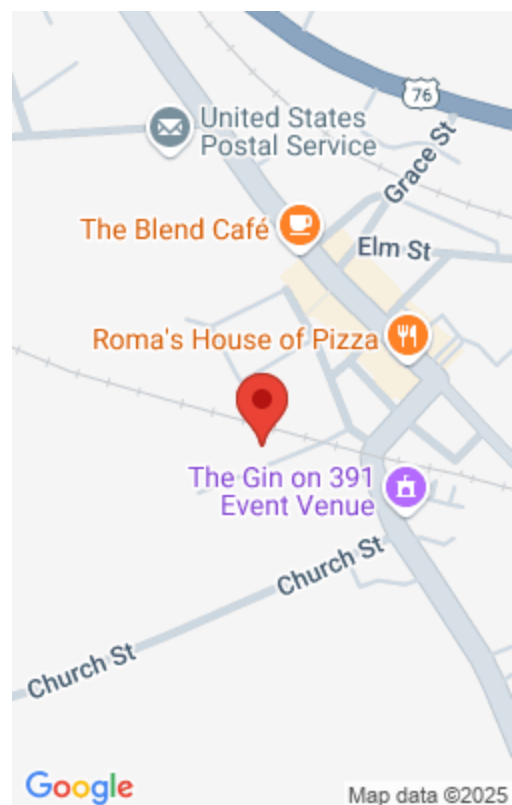 76
United States
Postal Service
Grace St
The Blend Café
Elm St
Roma's House of Pizza
The Gin on 391
Event Venue
Church St
Church St
Google
Map data ©2025